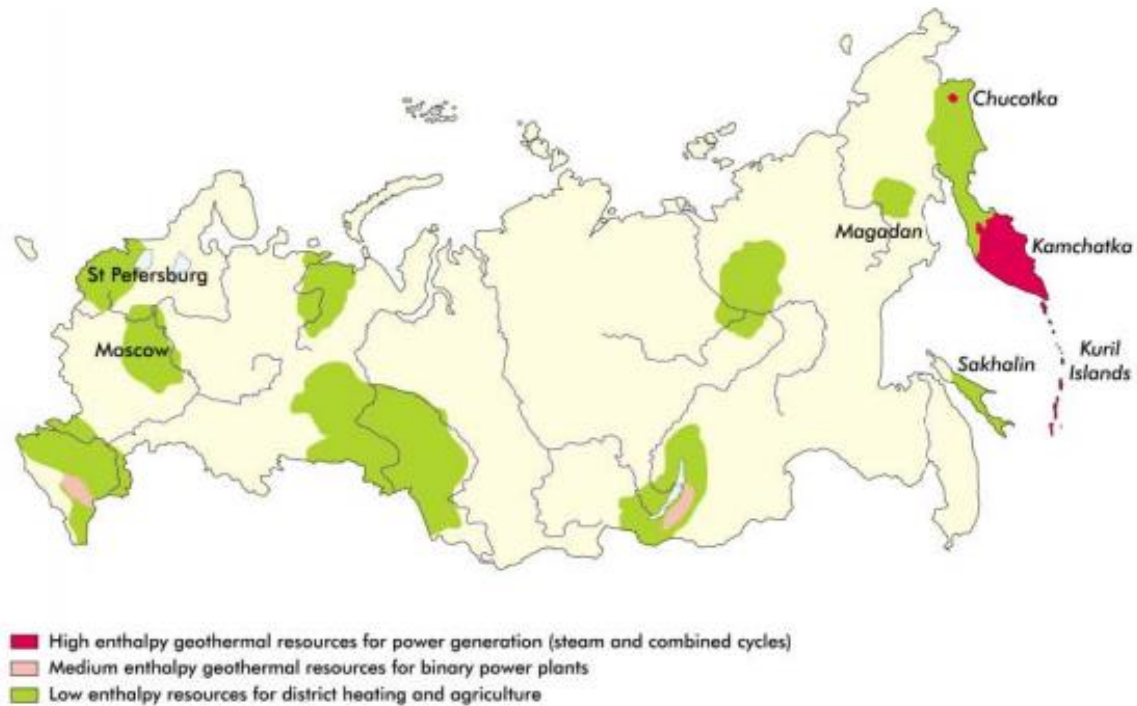 Chucotka
Magadan
Kamchatka
St Petersburg
Moscow
Sakhalin
Kuril
Islands
High enthalpy geothermal resources for power generation (steam and combined cycles)
Medium enthalpy geothermal resources for binary power plants
Low enthalpy resources for district heating and agriculture